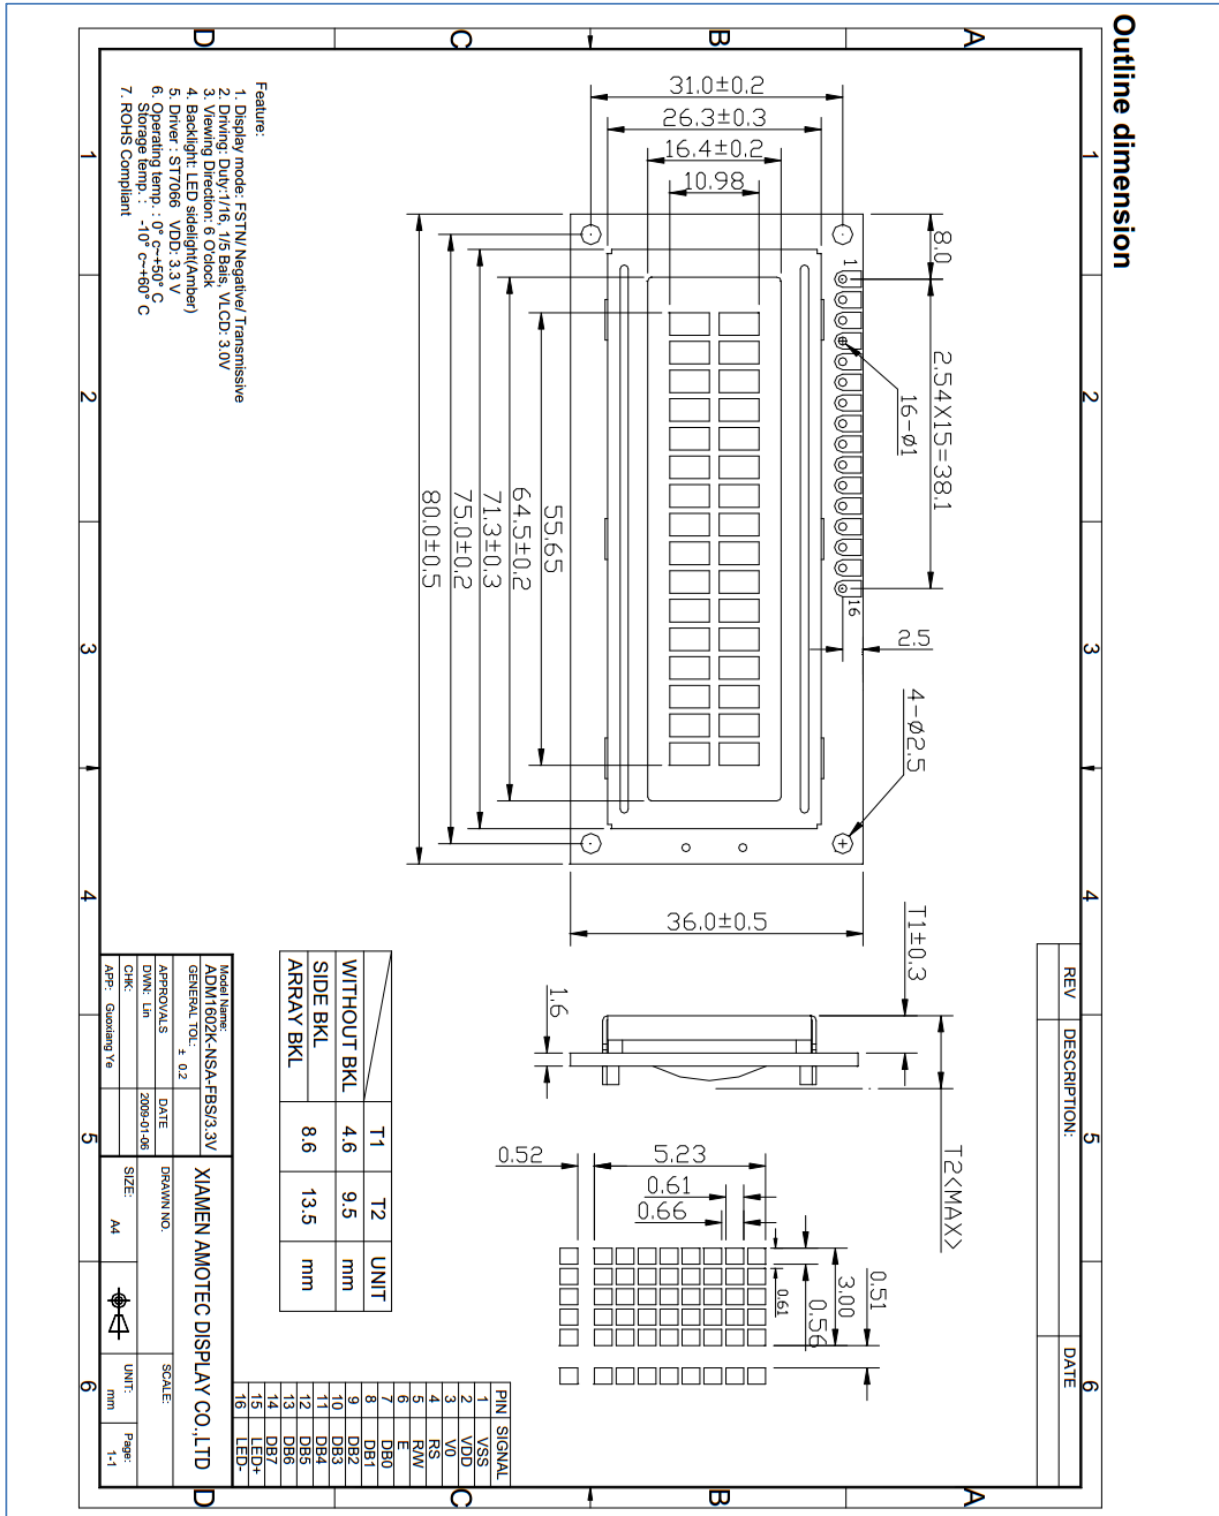 Outline dimension
1
2
3
4
5
6
A
B
C
D
REV
DESCRIPTION:
DATE
8.0
2.54X15=38.1
16-Ø1
2.5
4-Ø2.5
1
16
31.0±0.2
26.3±0.3
16.4±0.2
10.98
55.65
64.5±0.2
71.3±0.3
75.0±0.2
80.0±0.5
36.0±0.5
T1±0.3
T2<MAX>
1.6
0.51
3.00
0.56
0.61
5.23
0.61
0.66
0.52
T1 T2 UNIT
WITHOUT BKL 4.6 9.5 mm
SIDE BKL
ARRAY BKL
8.6 13.5 mm
Feature:
1. Display mode: FSTN/ Negative/ Transmissive
2. Driving: Duty:1/16, 1/5 Bais, VLCD: 3.0V
3. Viewing Direction: 6 O'clock
4. Backlight: LED sidelight(Amber)
5. Driver : ST7066 VDD: 3.3 V
6. Operating temp. : 0° c~+50° C
Storage temp. : -10° c~+60° C
7. ROHS Compliant
PIN SIGNAL
1 VSS
2 VDD
3 V0
4 RS
5 R/W
6 E
7 DB0
8 DB1
9 DB2
10 DB3
11 DB4
12 DB5
13 DB6
14 DB7
15 LED+
16 LED-
Model Name:
ADM1602K-NSA-FBS/3.3V
GENERAL TOL: ± 0.2
APPROVALS DATE
DWN: Lin 2009-01-06
CHK:
APP: Guoxiang Ye
XIAMEN AMOTEC DISPLAY CO.,LTD
DRAWN NO.
SCALE:
SIZE: A4
UNIT: mm
Page: 1-1
1
2
3
4
5
6
A
B
C
D